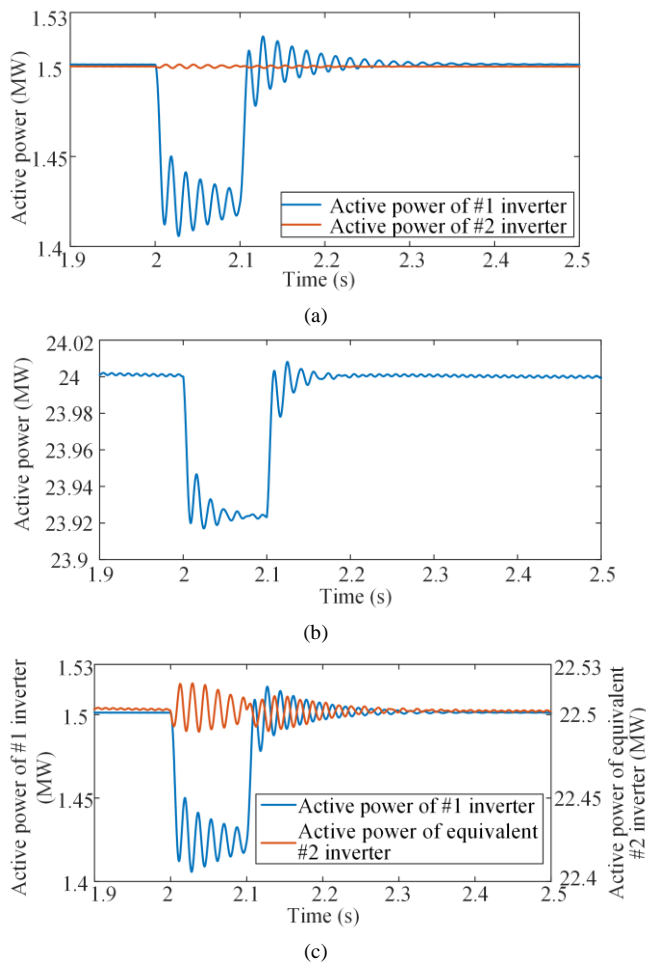 1.53
1.5
1.45
1.4
Active power (MW)
Active power of #1 inverter
Active power of #2 inverter
1.9 2 2.1 2.2 2.3 2.4 2.5
Time (s)
(a)
24.02
24
23.98
23.96
23.94
23.92
23.9
Active power (MW)
1.9 2 2.1 2.2 2.3 2.4 2.5
Time (s)
(b)
1.53
1.5
1.45
1.4
Active power of #1 inverter
(MW)
22.53
22.5
22.45
22.4
Active power of equivalent
#2 inverter (MW)
Active power of #1 inverter
Active power of equivalent
#2 inverter
1.9 2 2.1 2.2 2.3 2.4 2.5
Time (s)
(c)